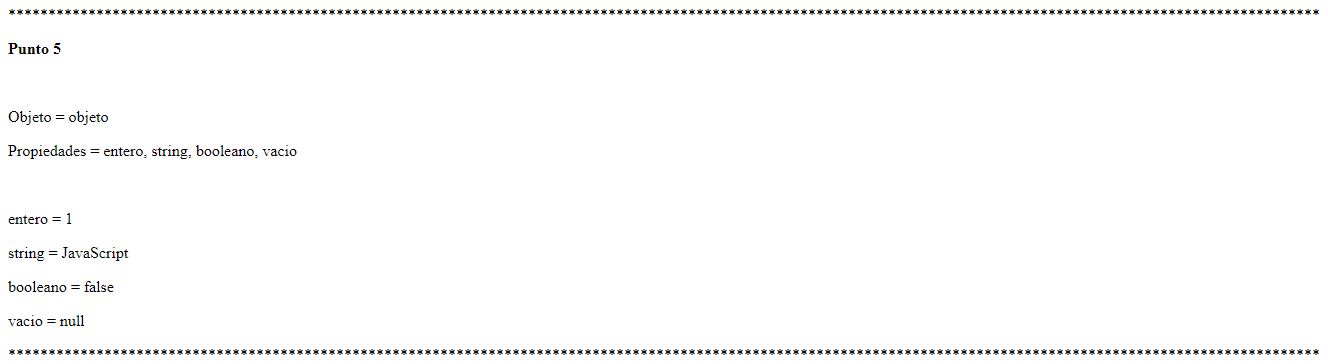 ********************************************************************************************************************************************************************
Punto 5
Objeto = objeto
Propiedades = entero, string, booleano, vacio
entero = 1
string = JavaScript
booleano = false
vacio = null
********************************************************************************************************************************************************************